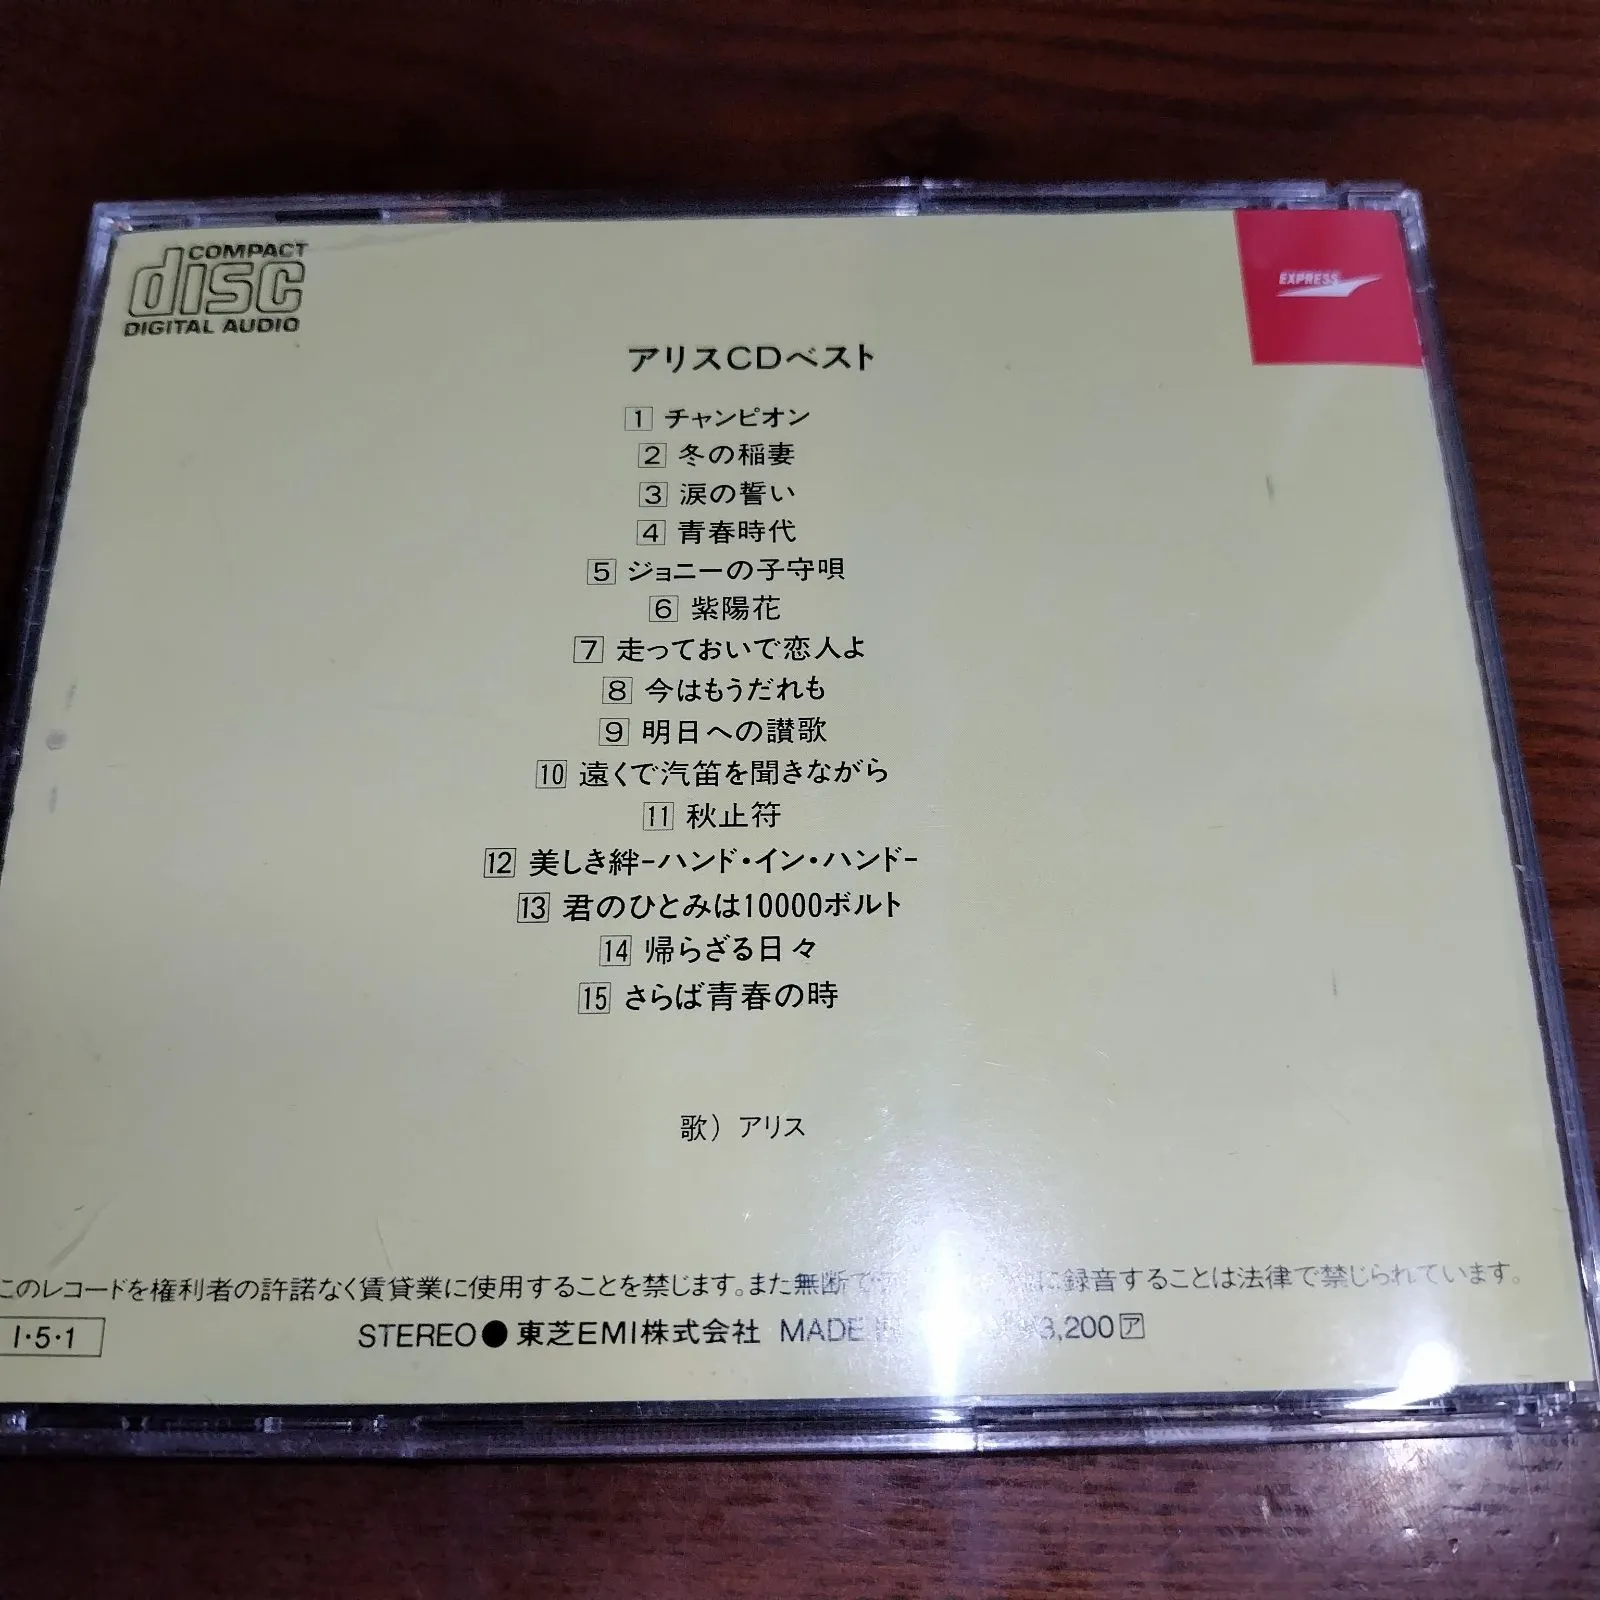 COMPACT
disc
DIGITAL AUDIO
EXPRESS
アリスCDベスト
1 チャンピオン
2 冬の稲妻
3 涙の誓い
4 青春時代
5 ジョニーの子守唄
6 紫陽花
7 走っておいで恋人よ
8 今はもうだれも
9 明日への讃歌
10 遠くで汽笛を聞きながら
11 秋止符
12 美しき絆-ハンド・イン・ハンド-
13 君のひとみは10000ボルト
14 帰らざる日々
15 さらば青春の時
歌）アリス
このレコードを権利者の許諾なく賃貸業に使用することを禁じます。また無断で 録音することは法律で禁じられています。
I・5・1
STEREO●東芝EMI株式会社 MADE 3,200ア